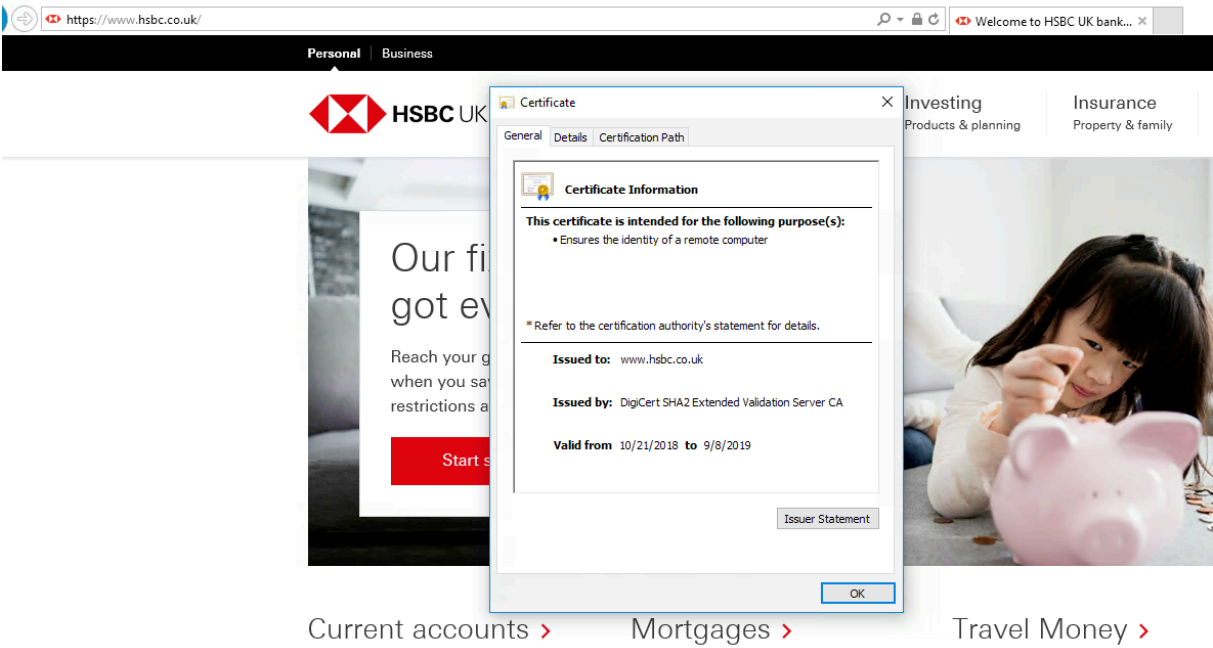 https://www.hsbc.co.uk/
Welcome to HSBC UK bank...
Personal
Business
HSBC UK
Investing
Products & planning
Insurance
Property & family
Certificate
General
Details
Certification Path
Certificate Information
This certificate is intended for the following purpose(s):
• Ensures the identity of a remote computer
* Refer to the certification authority's statement for details.
Issued to: www.hsbc.co.uk
Issued by: DigiCert SHA2 Extended Validation Server CA
Valid from 10/21/2018 to 9/8/2019
Issuer Statement
OK
Our
got
Reach your
when you
restrictions
Start
Current accounts >
Mortgages >
Travel Money >